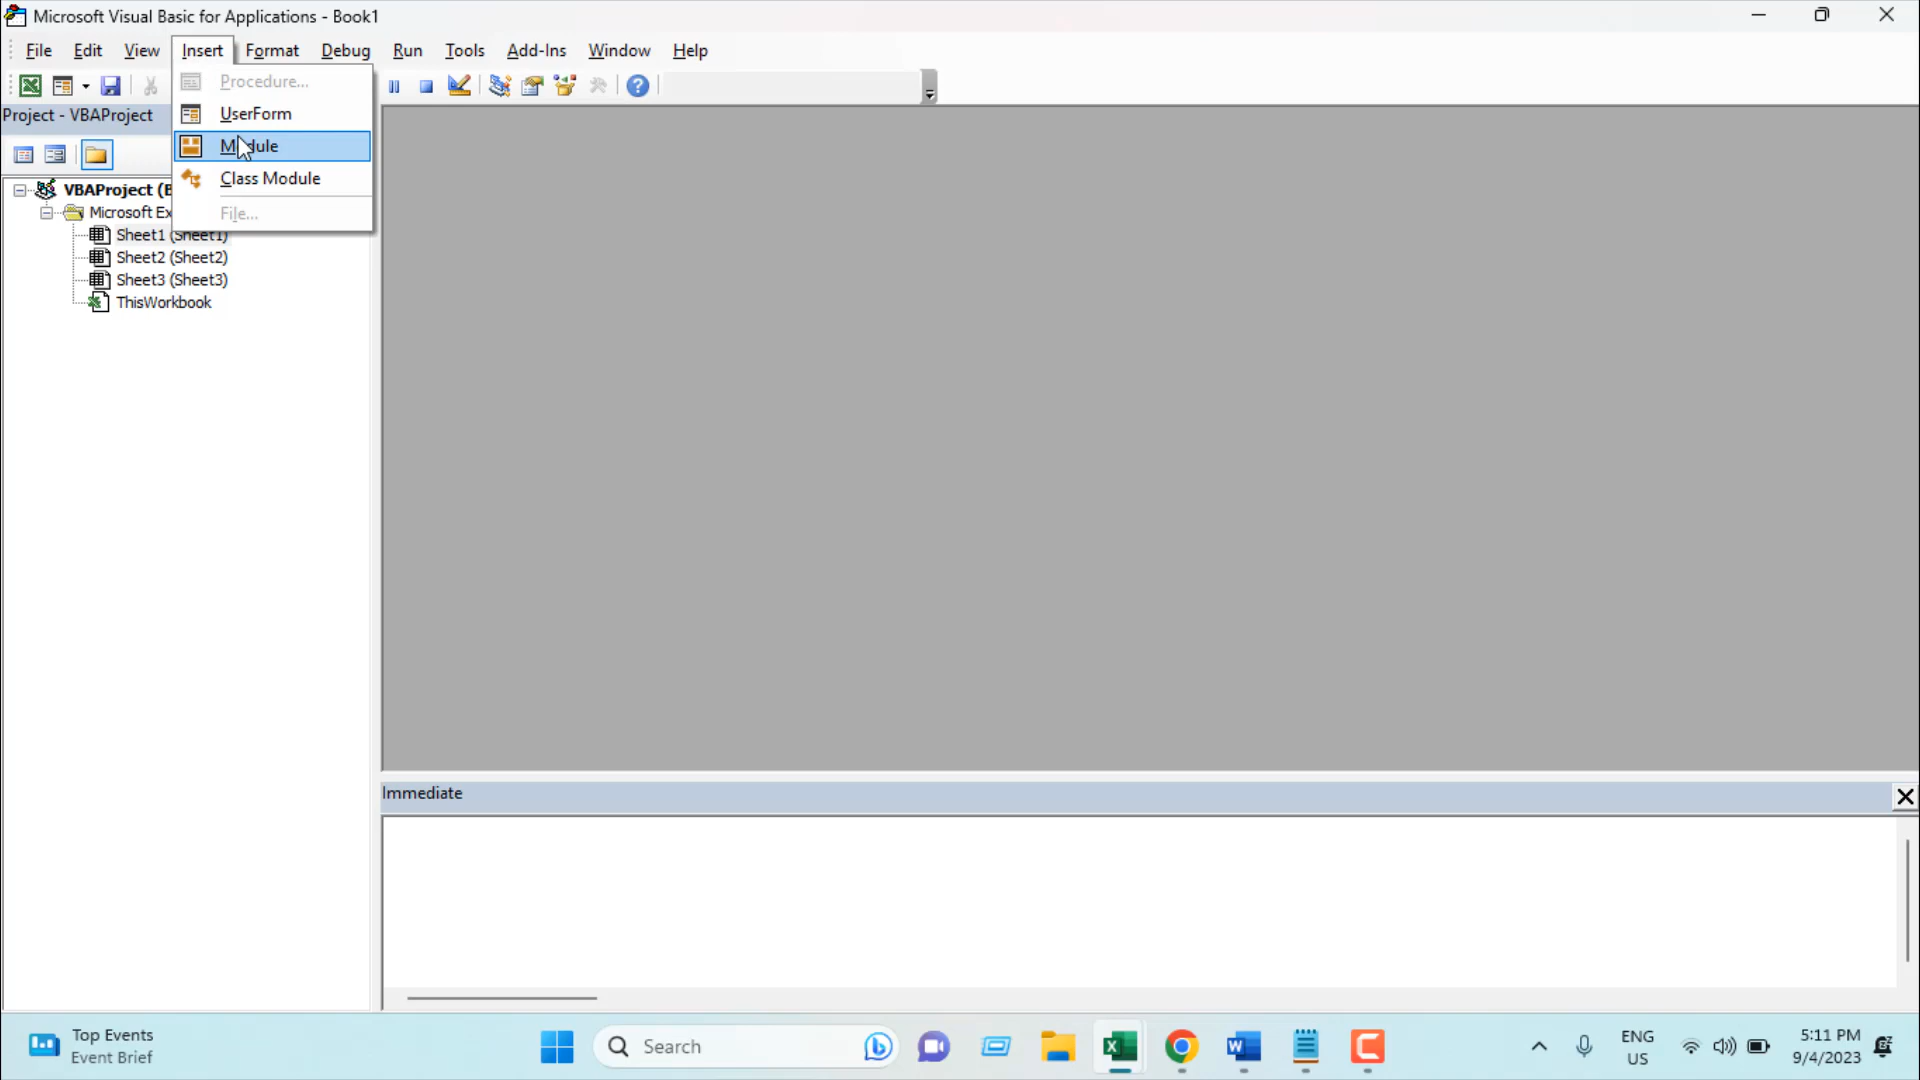 Microsoft Visual Basic for Applications - Book1
File Edit View Insert Format Debug Run Tools Add-Ins Window Help
Procedure...
UserForm
Class Module
File...
Project - VBAProject
VBAProject (
Microsoft Ex
Sheet1 (Sheet1)
Sheet2 (Sheet2)
Sheet3 (Sheet3)
ThisWorkbook
Immediate
Top Events
Event Brief
Search
ENG
US
5:11 PM
9/4/2023